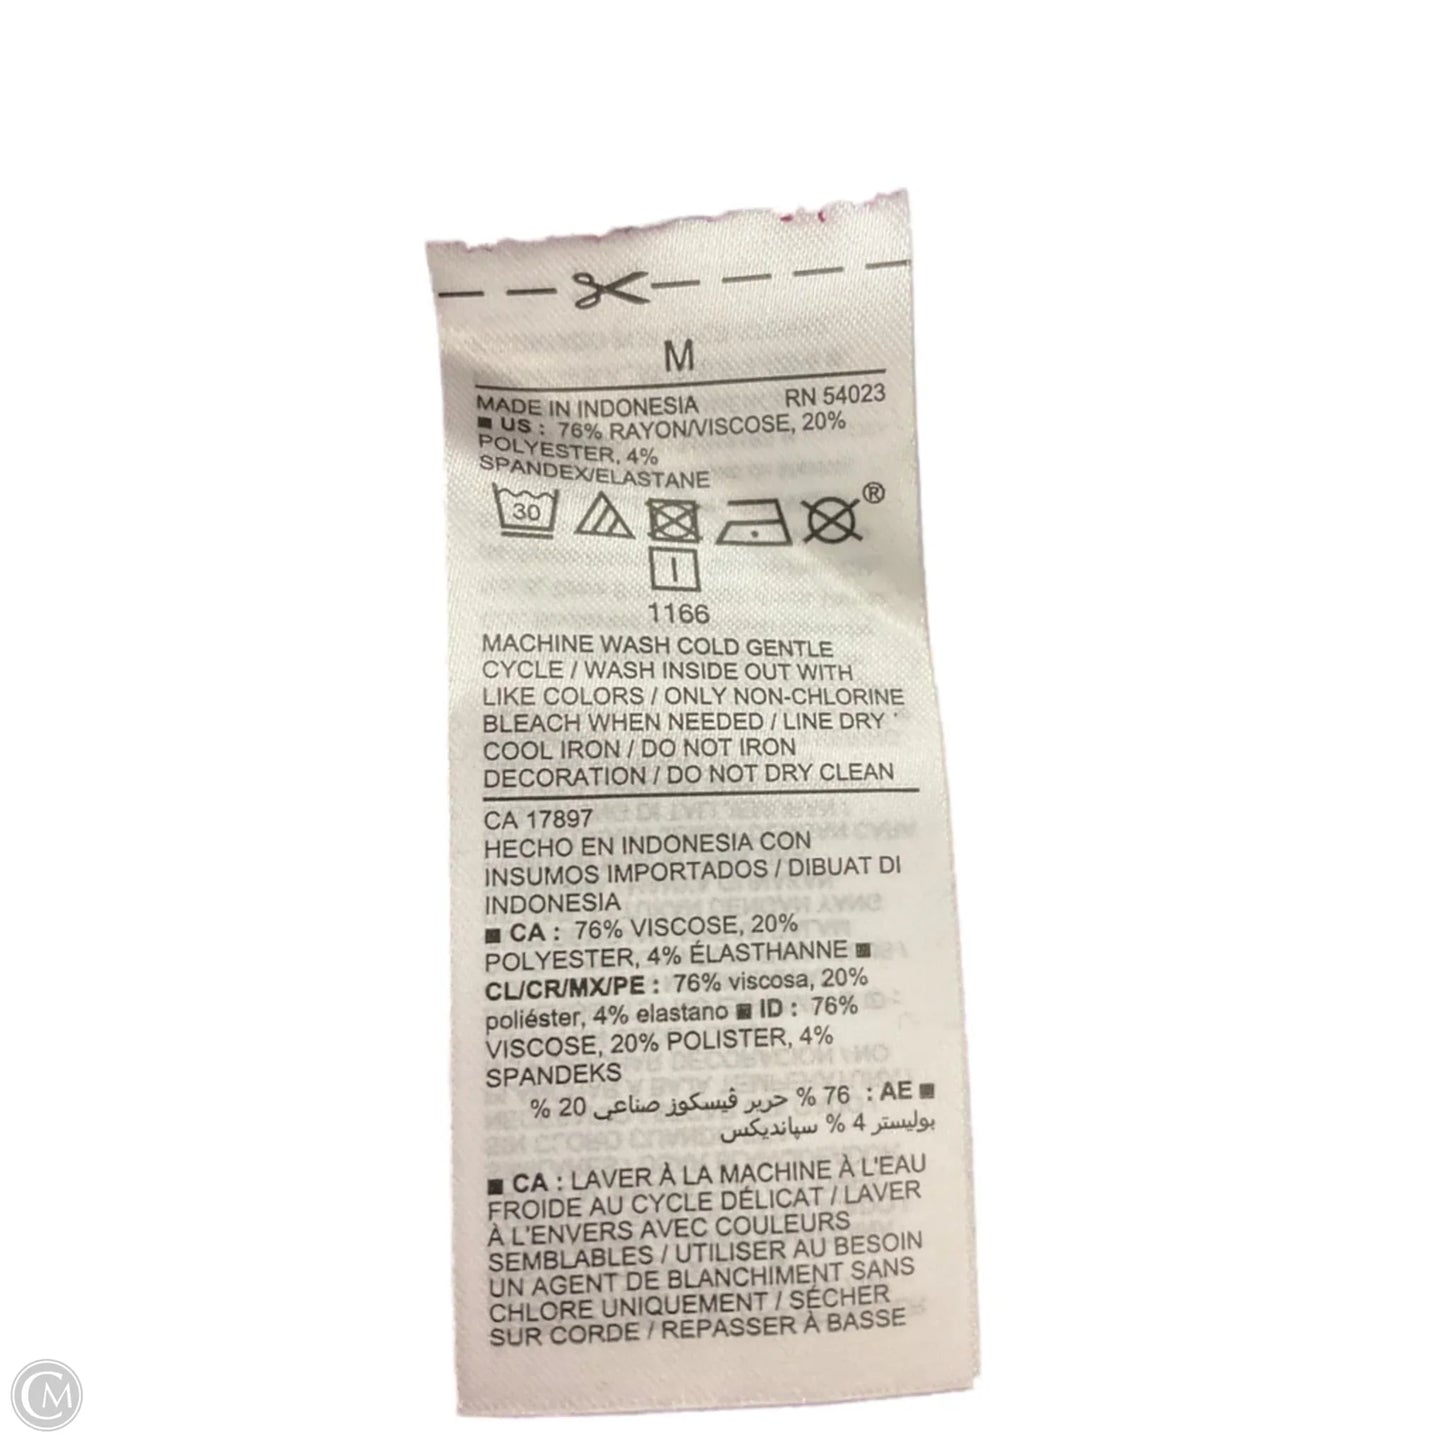 M
MADE IN INDONESIA RN 54023
■ US : 76% RAYON/VISCOSE, 20%
POLYESTER, 4%
SPANDEX/ELASTANE
30 ®
1166
MACHINE WASH COLD GENTLE
CYCLE / WASH INSIDE OUT WITH
LIKE COLORS / ONLY NON-CHLORINE
BLEACH WHEN NEEDED / LINE DRY
COOL IRON / DO NOT IRON
DECORATION / DO NOT DRY CLEAN
CA 17897
HECHO EN INDONESIA CON
INSUMOS IMPORTADOS / DIBUAT DI
INDONESIA
■ CA : 76% VISCOSE, 20%
POLYESTER, 4% ÉLASTHANNE ■
CL/CR/MX/PE : 76% viscosa, 20%
poliéster, 4% elastano ■ ID : 76%
VISCOSE, 20% POLISTER, 4%
SPANDEKS
■ AE : 76 % حرير ڤيسكوز صناعي 20 %
بوليستر 4 % سپانديكس
■ CA : LAVER À LA MACHINE À L'EAU
FROIDE AU CYCLE DÉLICAT / LAVER
À L'ENVERS AVEC COULEURS
SEMBLABLES / UTILISER AU BESOIN
UN AGENT DE BLANCHIMENT SANS
CHLORE UNIQUEMENT / SÉCHER
SUR CORDE / REPASSER À BASSE
CM